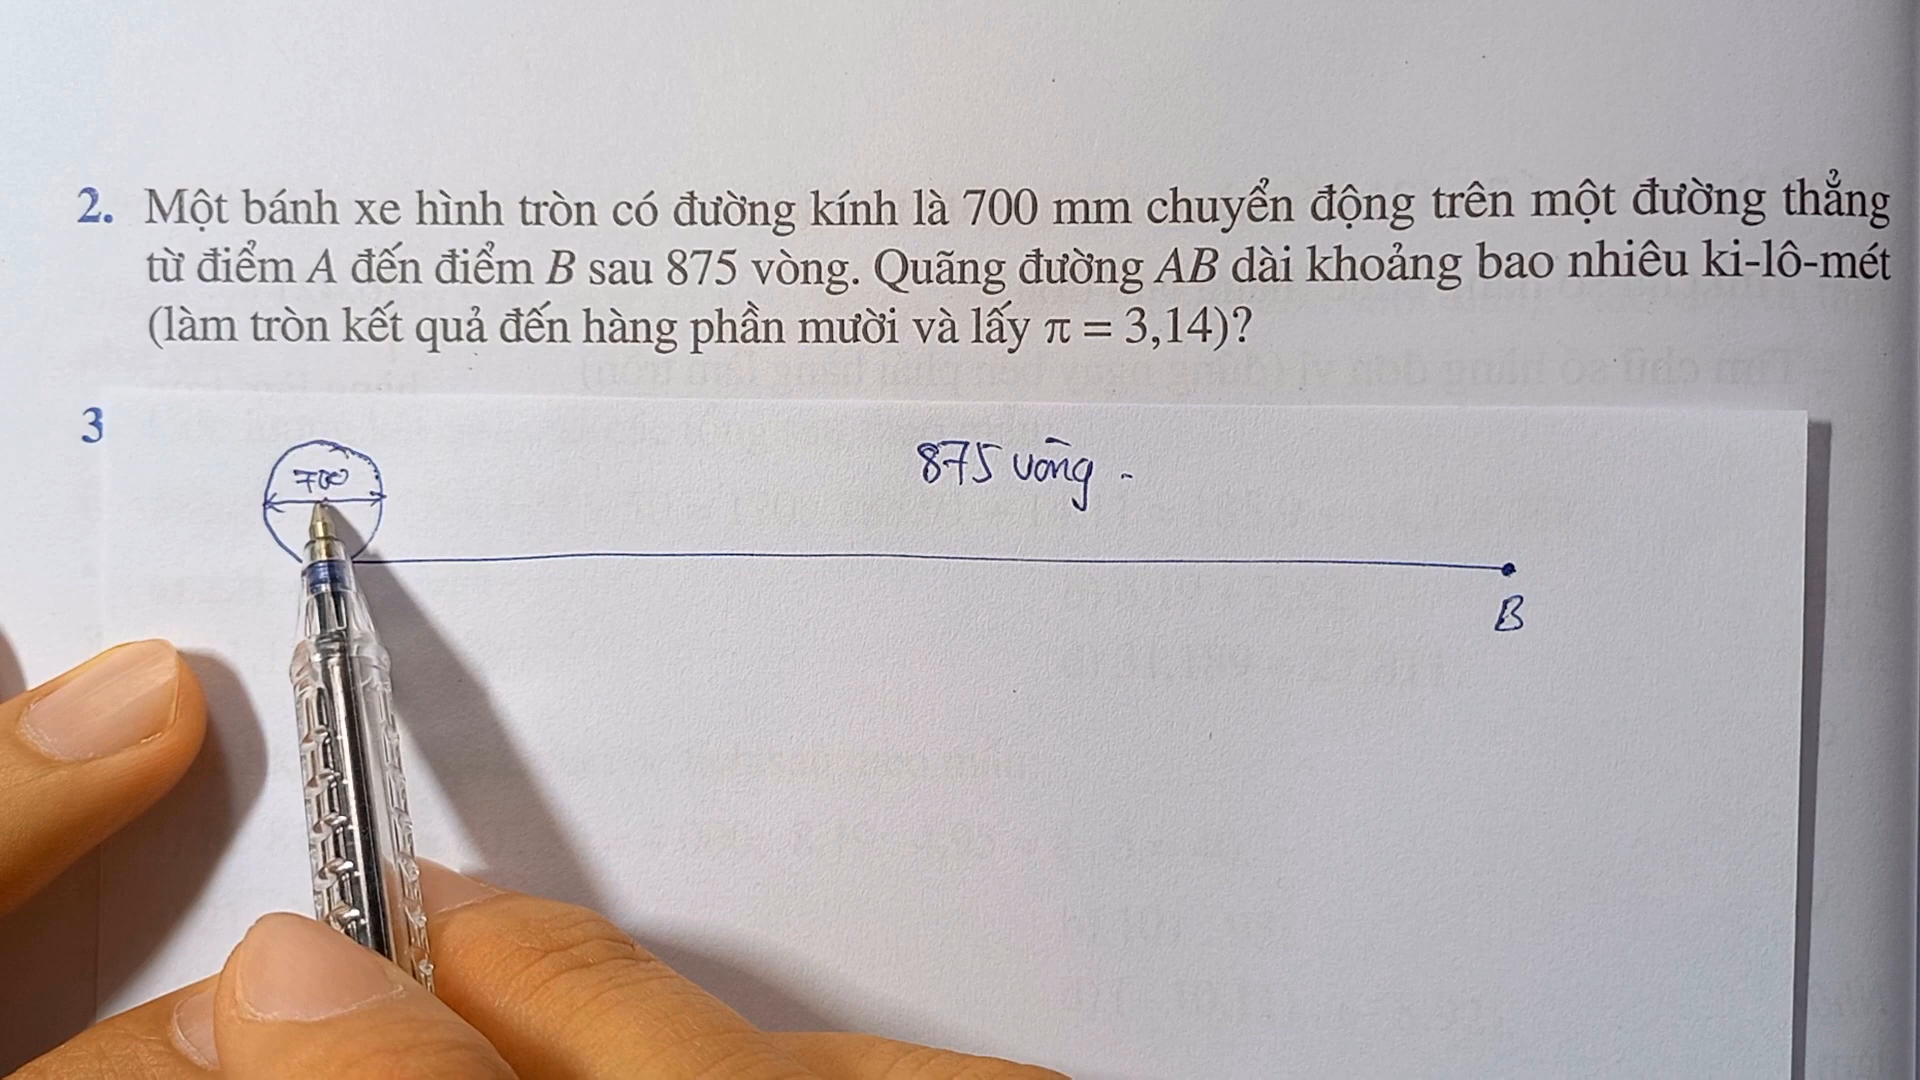 2. Một bánh xe hình tròn có đường kính là 700 mm chuyển động trên một đường thẳng
từ điểm A đến điểm B sau 875 vòng. Quãng đường AB dài khoảng bao nhiêu ki-lô-mét
(làm tròn kết quả đến hàng phần mười và lấy π = 3,14)?
3
700
875 vòng.
B